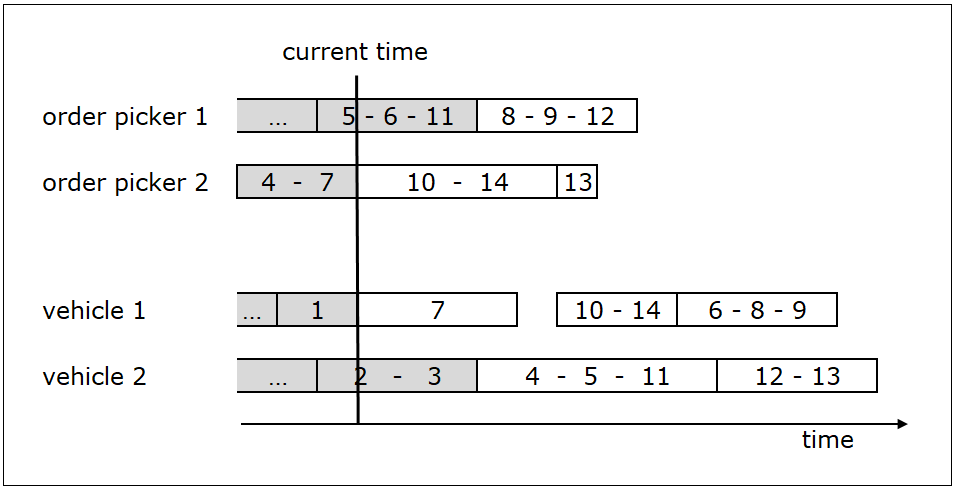 current time
order picker 1 ... 5 - 6 - 11 8 - 9 - 12
order picker 2 4 - 7 10 - 14 13
vehicle 1 ... 1 7 10 - 14 6 - 8 - 9
vehicle 2 ... 2 - 3 4 - 5 - 11 12 - 13
time